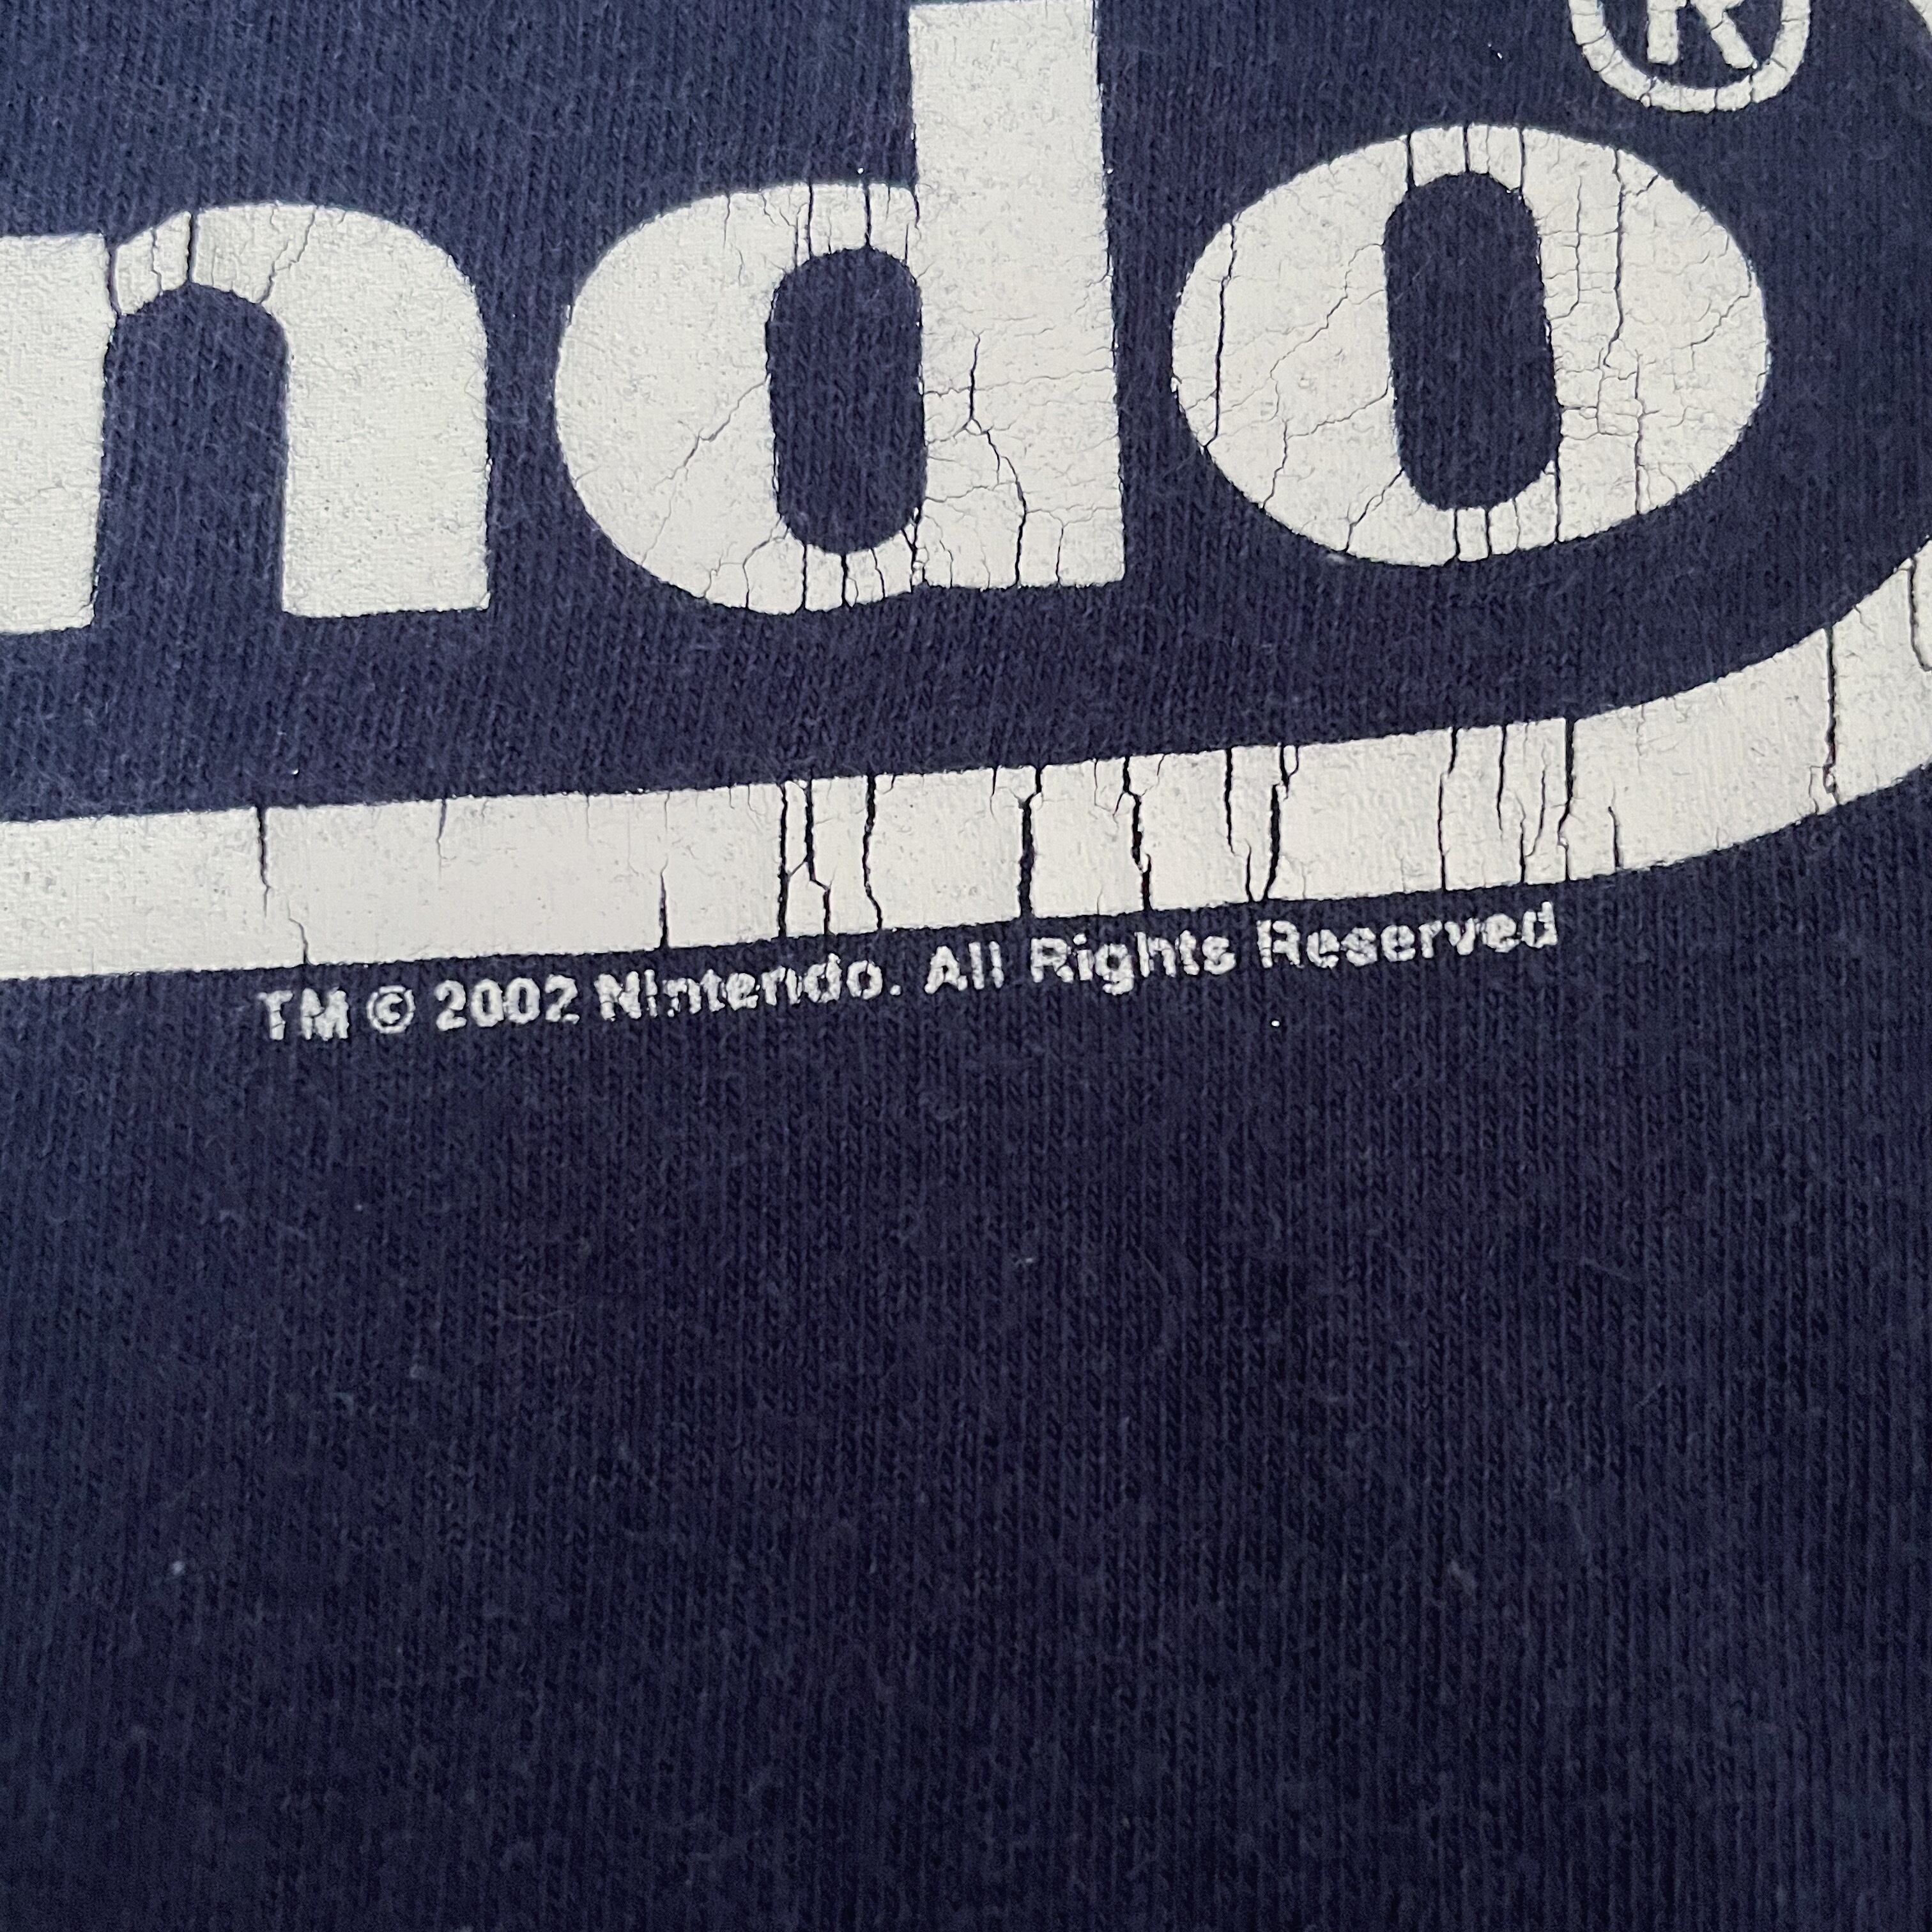 ndo®
TM © 2002 Nintendo. All Rights Reserved